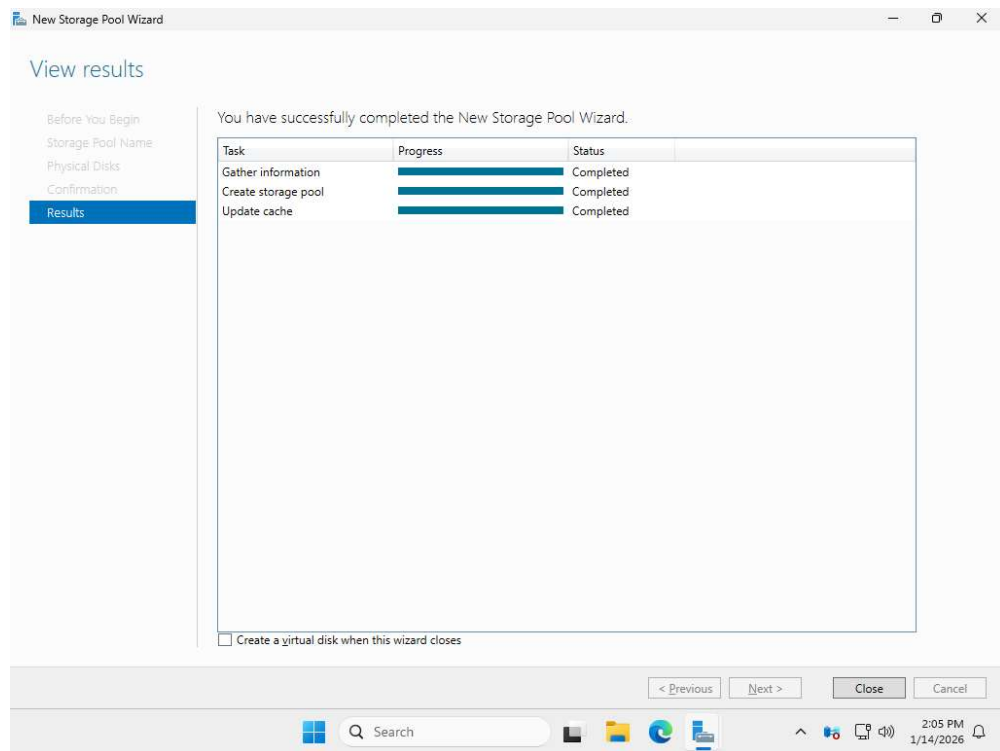 New Storage Pool Wizard
View results
Before You Begin
Storage Pool Name
Physical Disks
Confirmation
Results
You have successfully completed the New Storage Pool Wizard.
Task Progress Status
Gather information Completed
Create storage pool Completed
Update cache Completed
Create a virtual disk when this wizard closes
< Previous Next > Close Cancel
Search
2:05 PM
1/14/2026